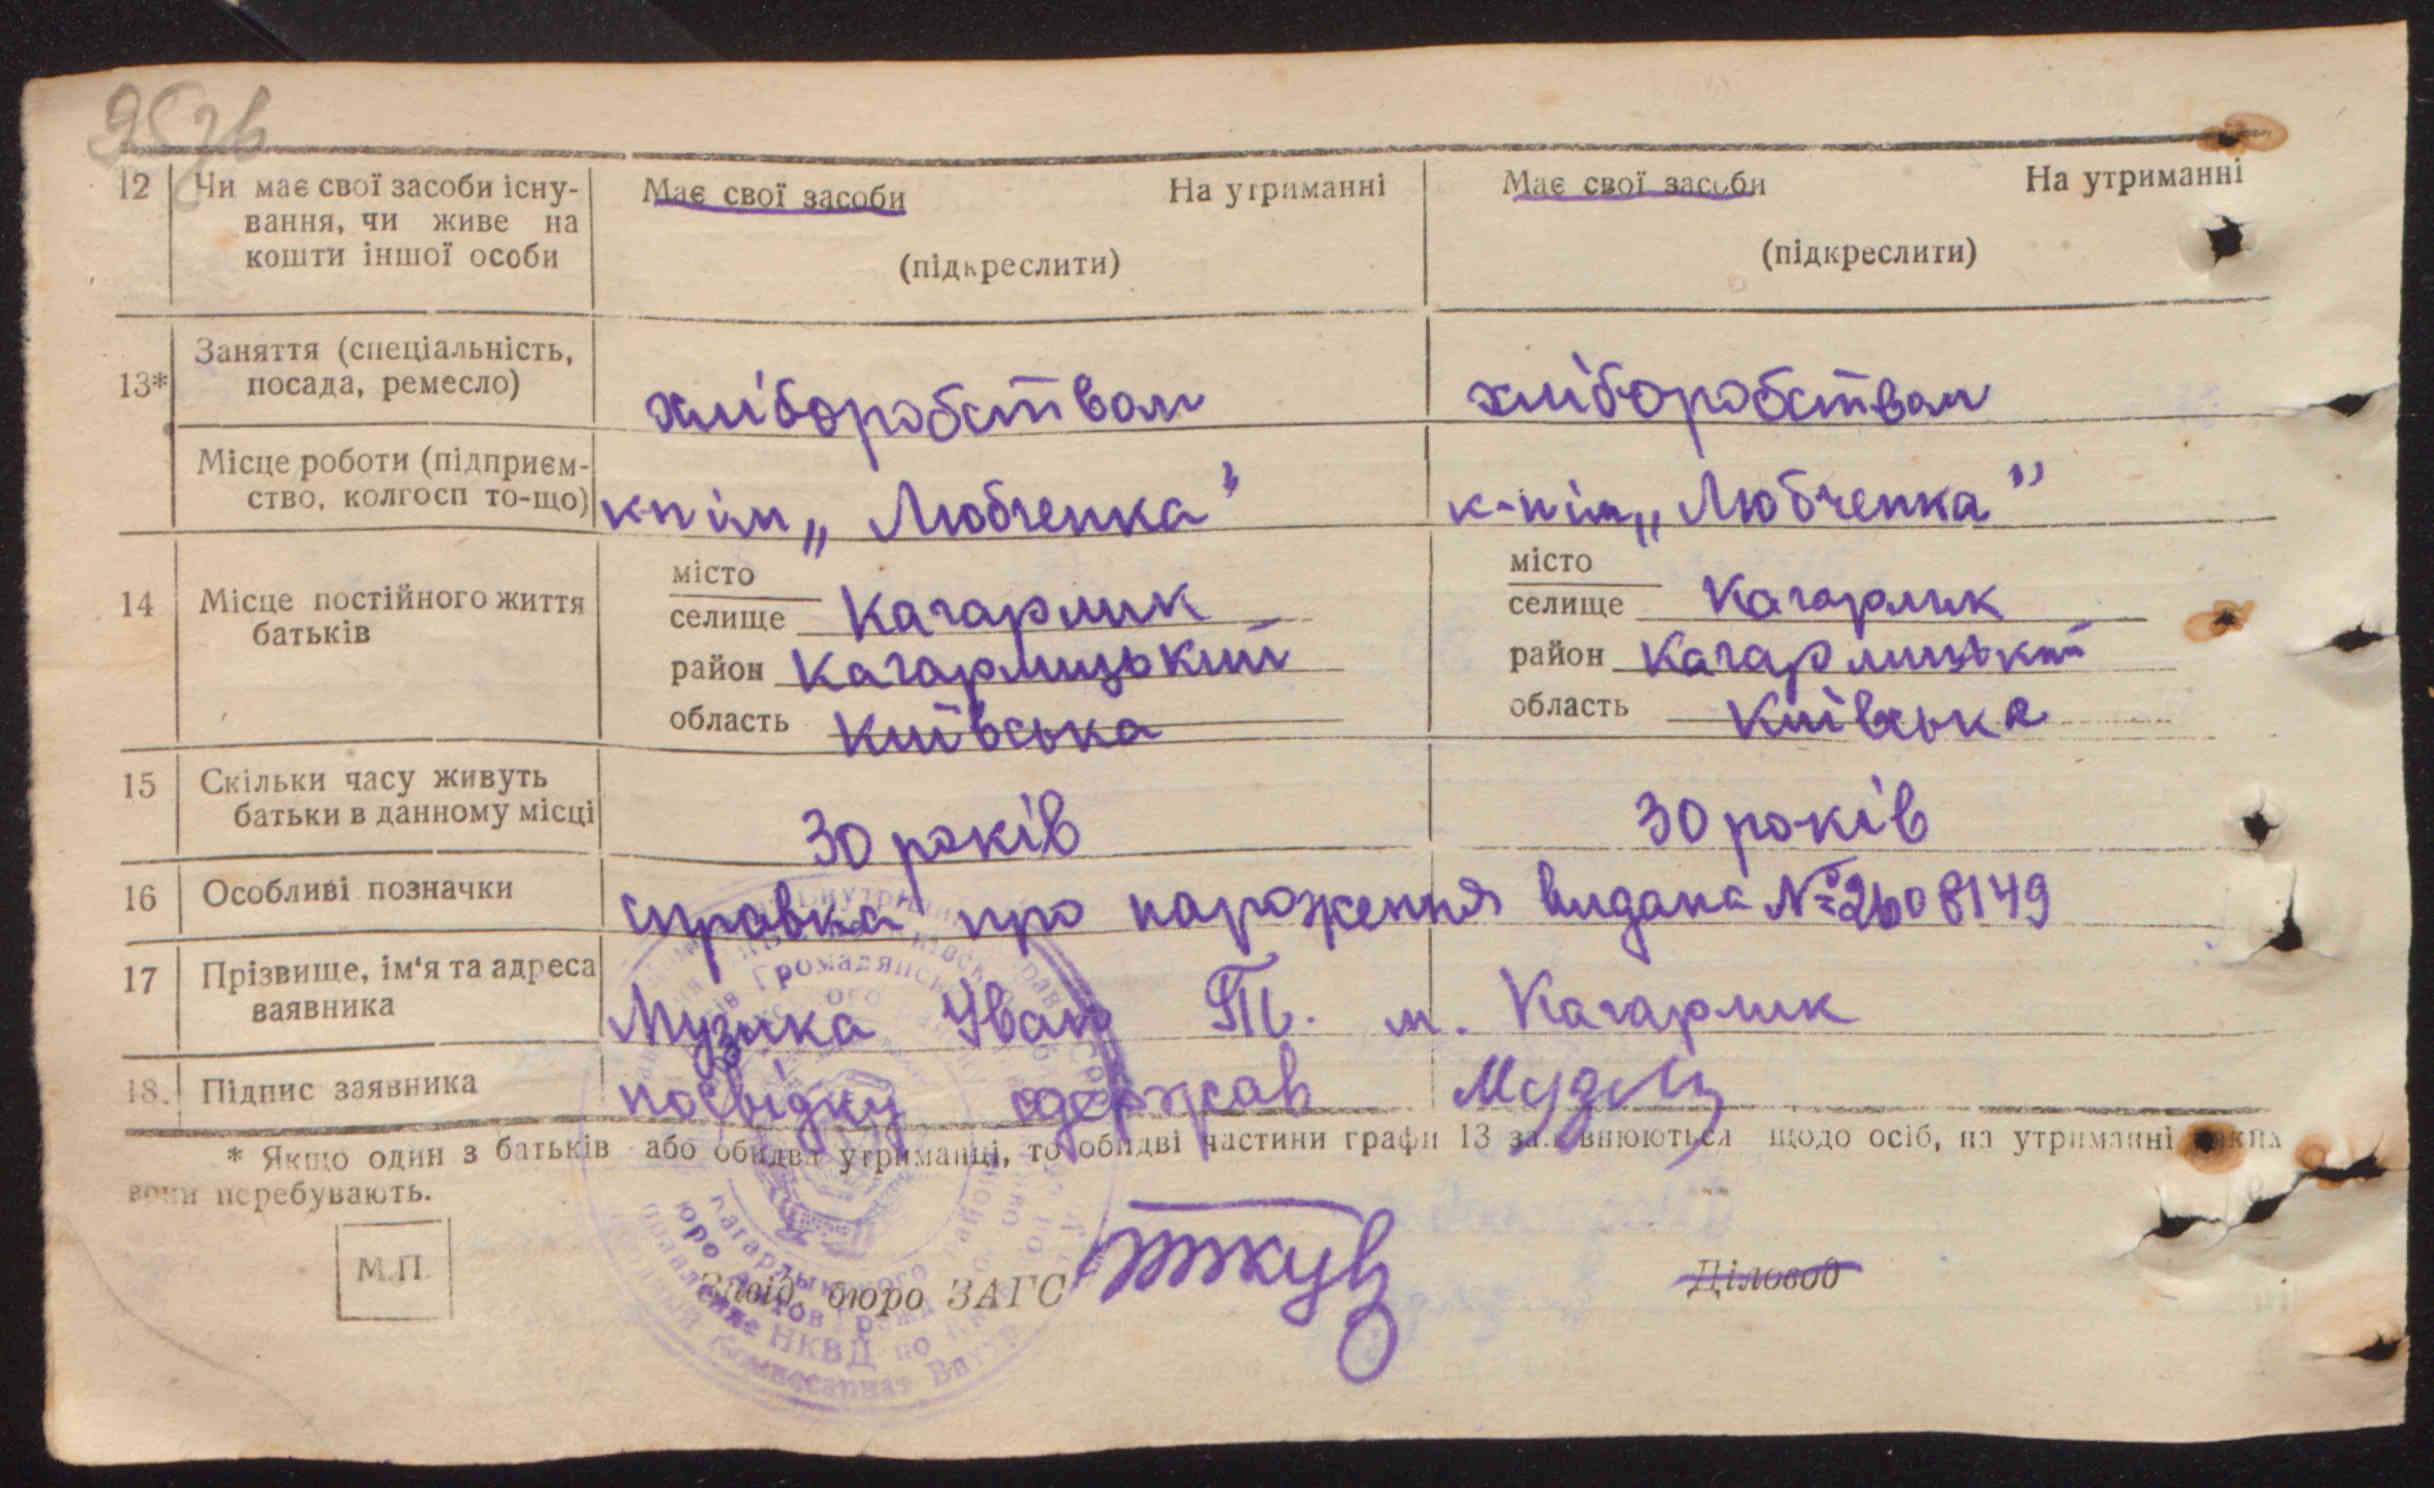 12 Чи має свої засоби існу-
вання, чи живе на
кошти іншої особи
Має свої засоби На утриманні
(підкреслити)
Має свої засоби На утриманні
(підкреслити)
13* Заняття (спеціальність,
посада, ремесло)
хліборобством
хліборобством
Місце роботи (підприєм-
ство, колгосп то-що)
к-п ім „Любченка"
к-п ім „Любченка"
14 Місце постійного життя
батьків
місто
селище Кагарлик
район Кагарлицький
область Київська
місто
селище Кагарлик
район Кагарлицький
область Київська
15 Скільки часу живуть
батьки в данному місці
30 років
30 років
16 Особливі позначки
справка про народження видана № 2608149
17 Прізвище, ім'я та адреса
заявника
Музика Іван Т. м. Кагарлик
18. Підпис заявника
посвідку одержав
* Якщо один з батьків або обидва утриманці, то обидві частини графи 13 заповнюються щодо осіб, на утриманні яких
вони перебувають.
М.П.
Завід. бюро ЗАГС
Діловод